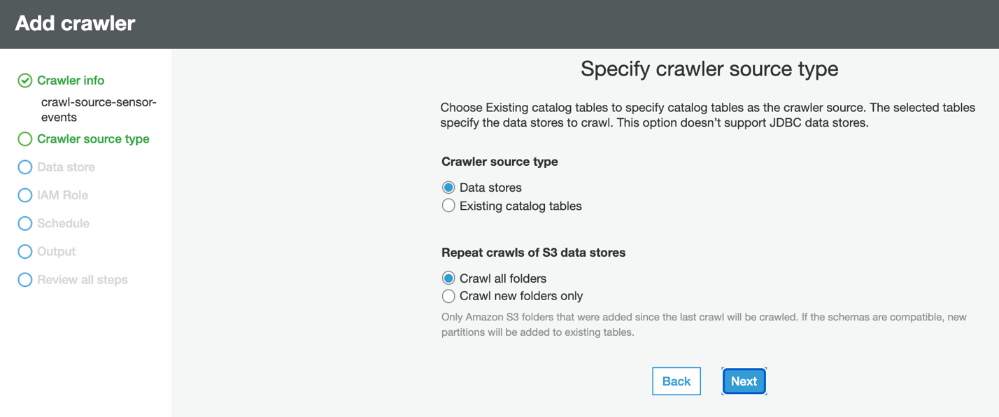 Add crawler
Crawler info
crawl-source-sensor-
events
Crawler source type
Data store
IAM Role
Schedule
Output
Review all steps
Specify crawler source type
Choose Existing catalog tables to specify catalog tables as the crawler source. The selected tables
specify the data stores to crawl. This option doesn’t support JDBC data stores.
Crawler source type
Data stores
Existing catalog tables
Repeat crawls of S3 data stores
Crawl all folders
Crawl new folders only
Only Amazon S3 folders that were added since the last crawl will be crawled. If the schemas are compatible, new
partitions will be added to existing tables.
Back
Next